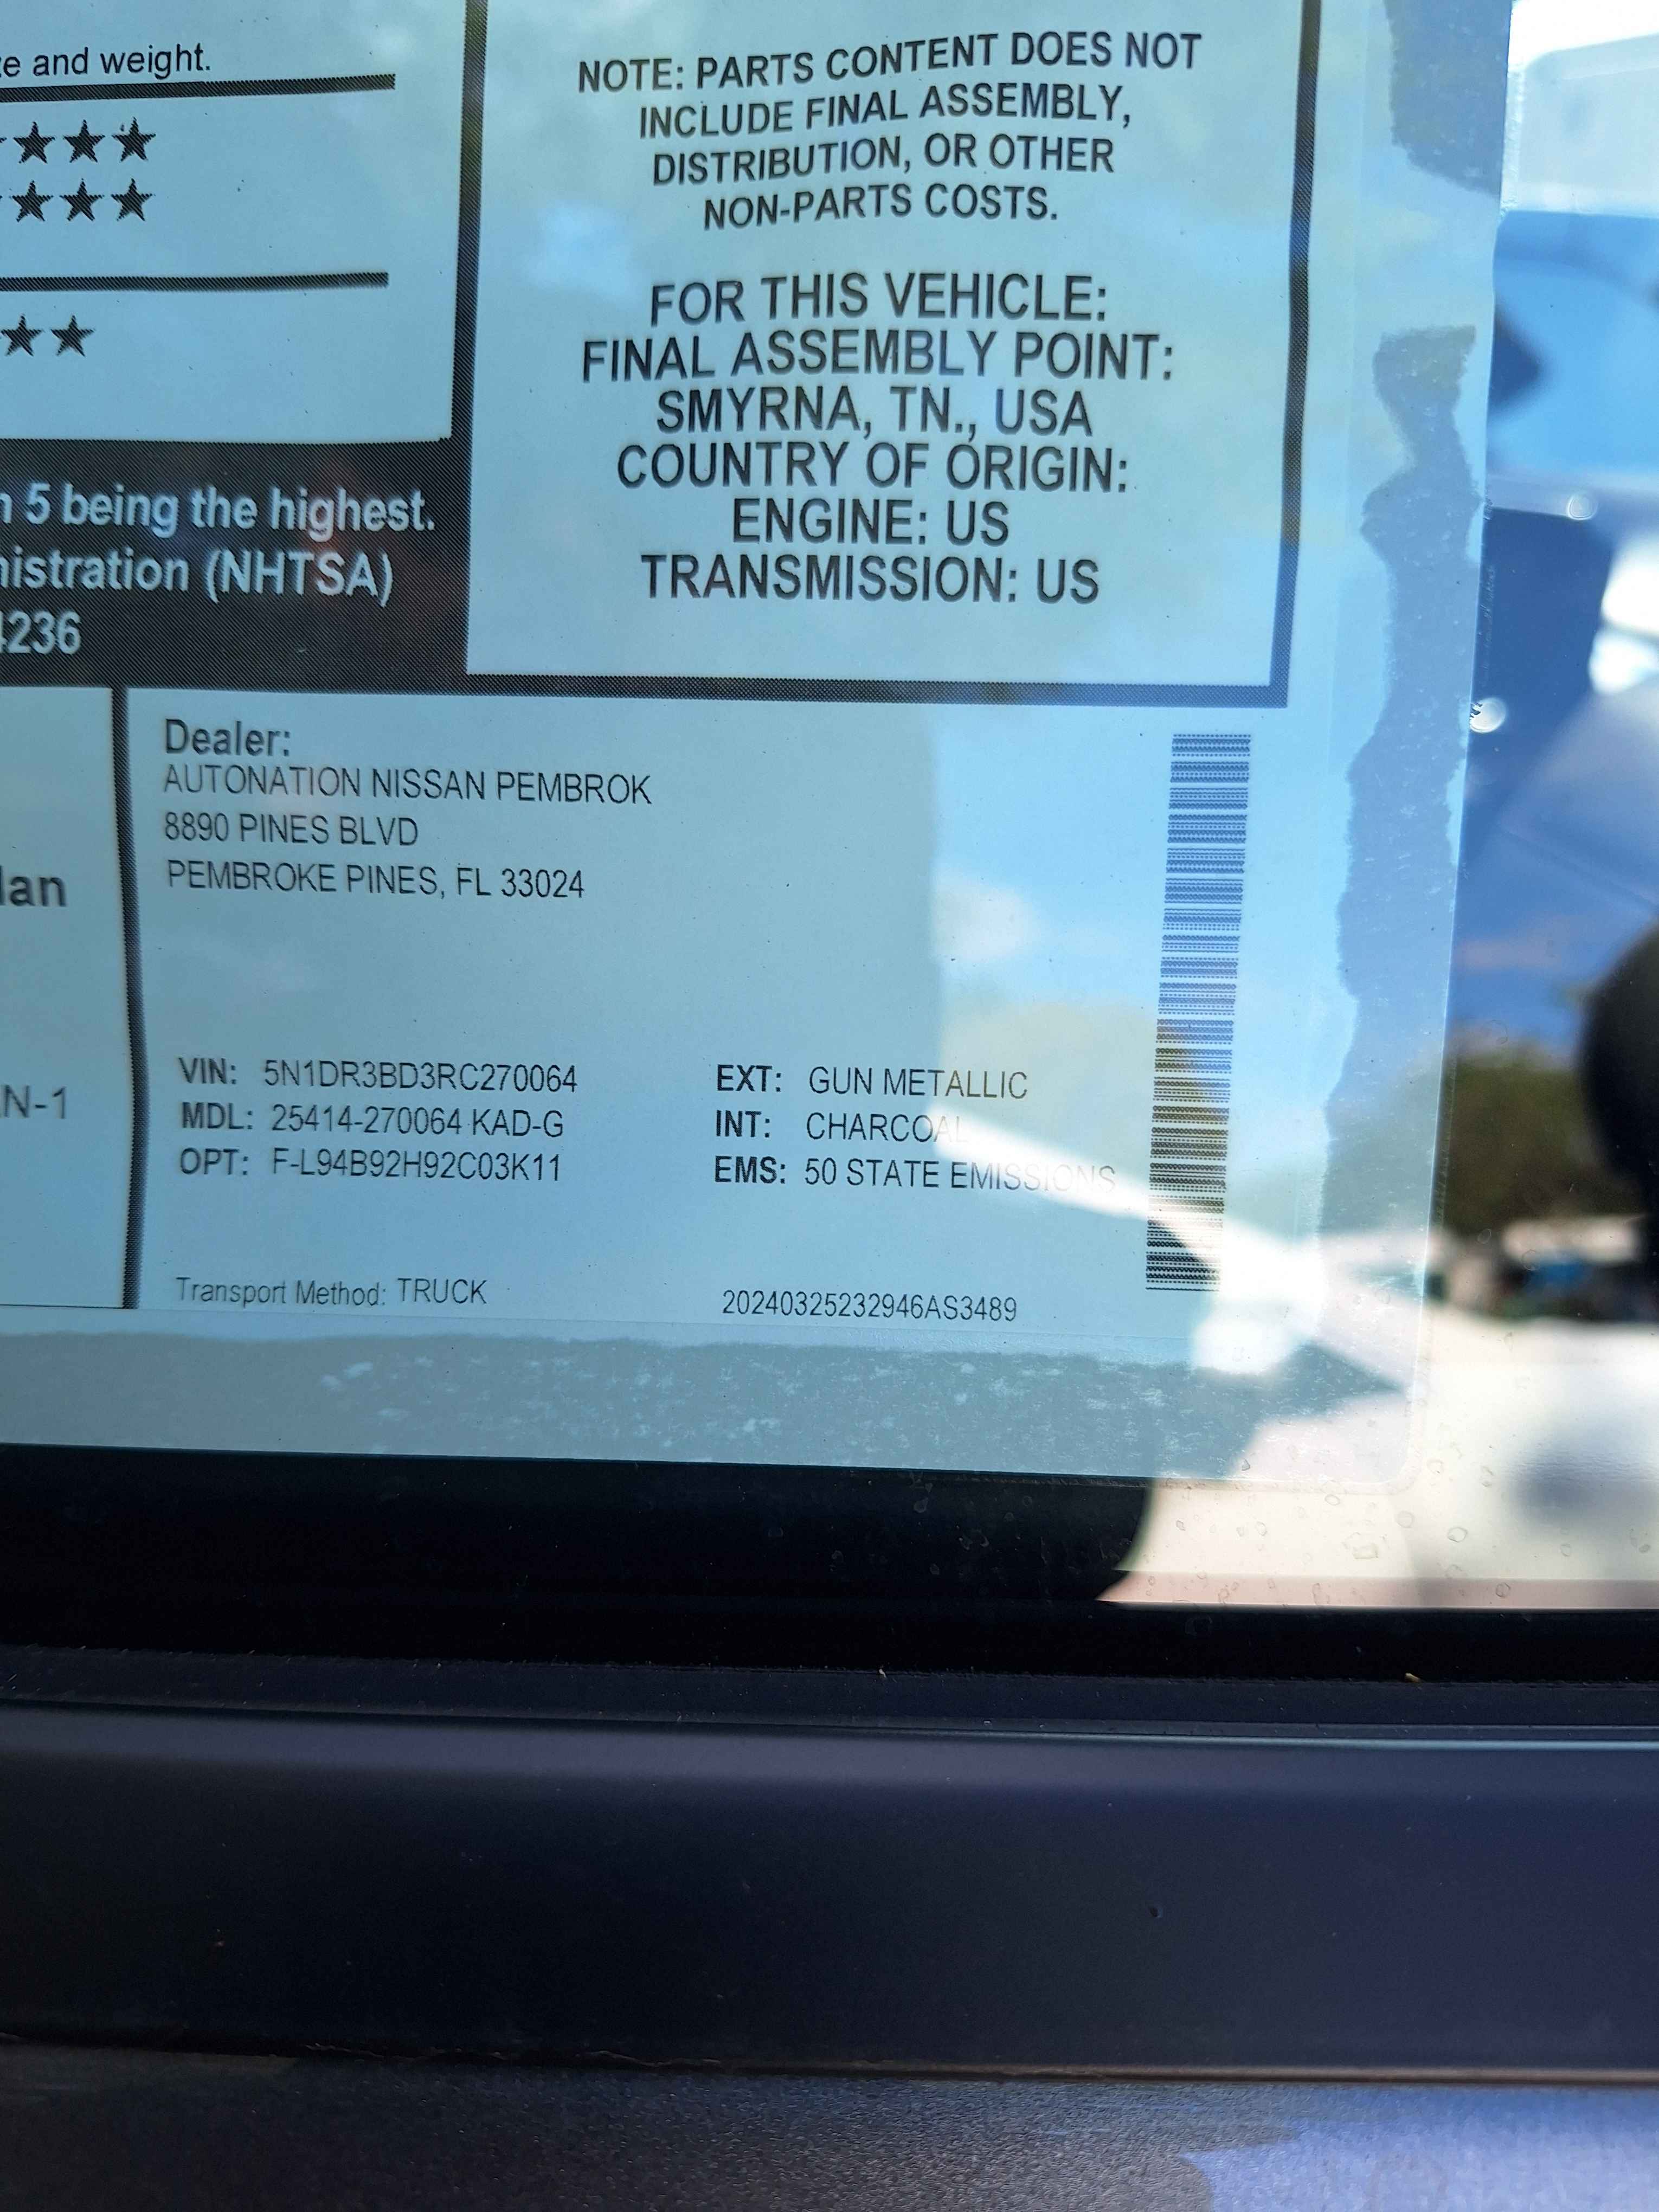 e and weight.
★★★
★★★
★★
n 5 being the highest.
nistration (NHTSA)
4236
NOTE: PARTS CONTENT DOES NOT
INCLUDE FINAL ASSEMBLY,
DISTRIBUTION, OR OTHER
NON-PARTS COSTS.
FOR THIS VEHICLE:
FINAL ASSEMBLY POINT:
SMYRNA, TN., USA
COUNTRY OF ORIGIN:
ENGINE: US
TRANSMISSION: US
lan
N-1
Dealer:
AUTONATION NISSAN PEMBROK
8890 PINES BLVD
PEMBROKE PINES, FL 33024
VIN: 5N1DR3BD3RC270064
MDL: 25414-270064 KAD-G
OPT: F-L94B92H92C03K11
EXT: GUN METALLIC
INT: CHARCOAL
EMS: 50 STATE EMISSIONS
Transport Method: TRUCK
20240325232946AS3489